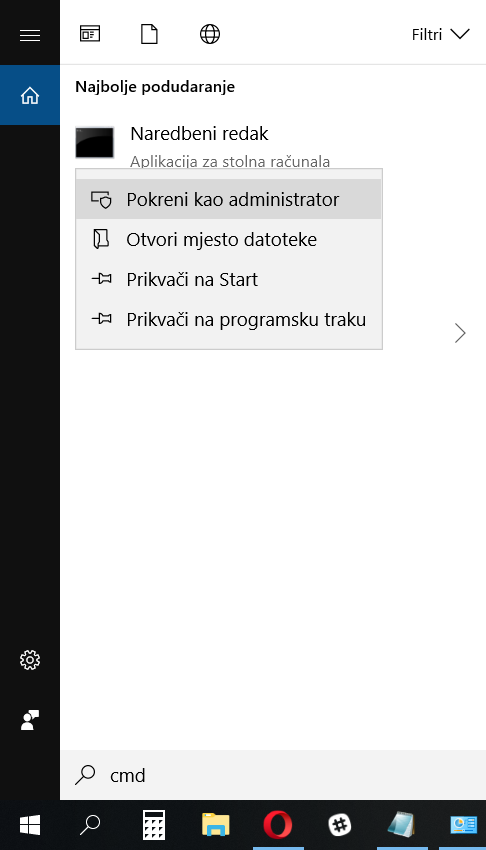 Filtri
Najbolje podudaranje
Naredbeni redak
Aplikacija za stolna računala
Pokreni kao administrator
Otvori mjesto datoteke
Prikvači na Start
Prikvači na programsku traku
cmd